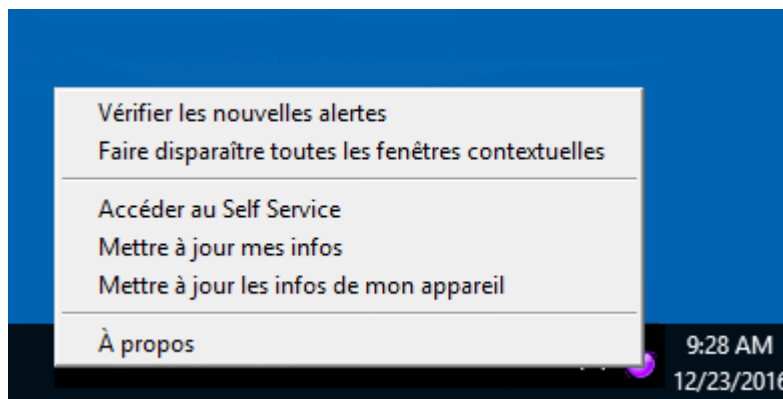 Vérifier les nouvelles alertes
Faire disparaître toutes les fenêtres contextuelles
Accéder au Self Service
Mettre à jour mes infos
Mettre à jour les infos de mon appareil
À propos
9:28 AM
12/23/2016